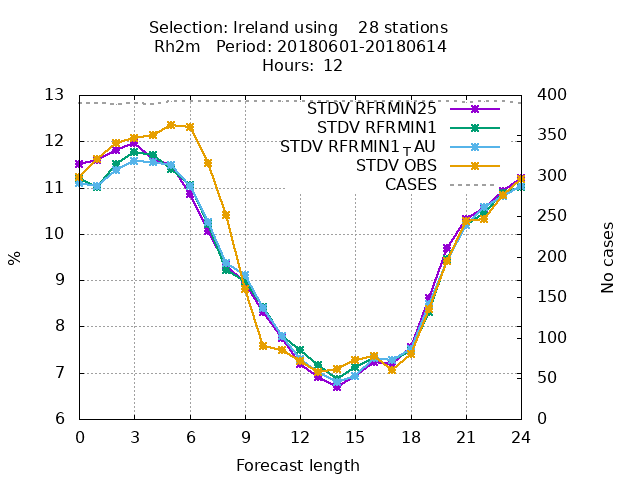 Selection: Ireland using    28 stations
Rh2m   Period: 20180601-20180614
Hours:  12
STDV RFRMIN25
STDV RFRMIN1
STDV RFRMIN1┬AU
STDV OBS
CASES
13
12
11
10
9
8
7
6
%
400
350
300
250
200
150
100
50
0
No cases
0 3 6 9 12 15 18 21 24
Forecast length